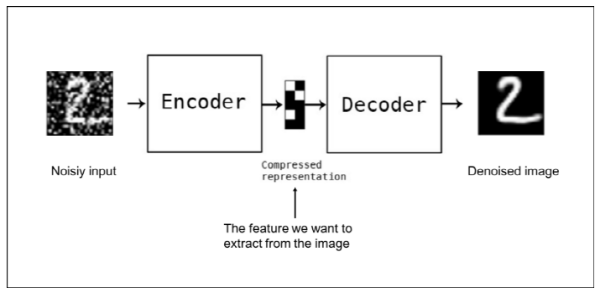 Encoder
Decoder
Noisiy input
Compressed
representation
Denoised image
The feature we want to
extract from the image